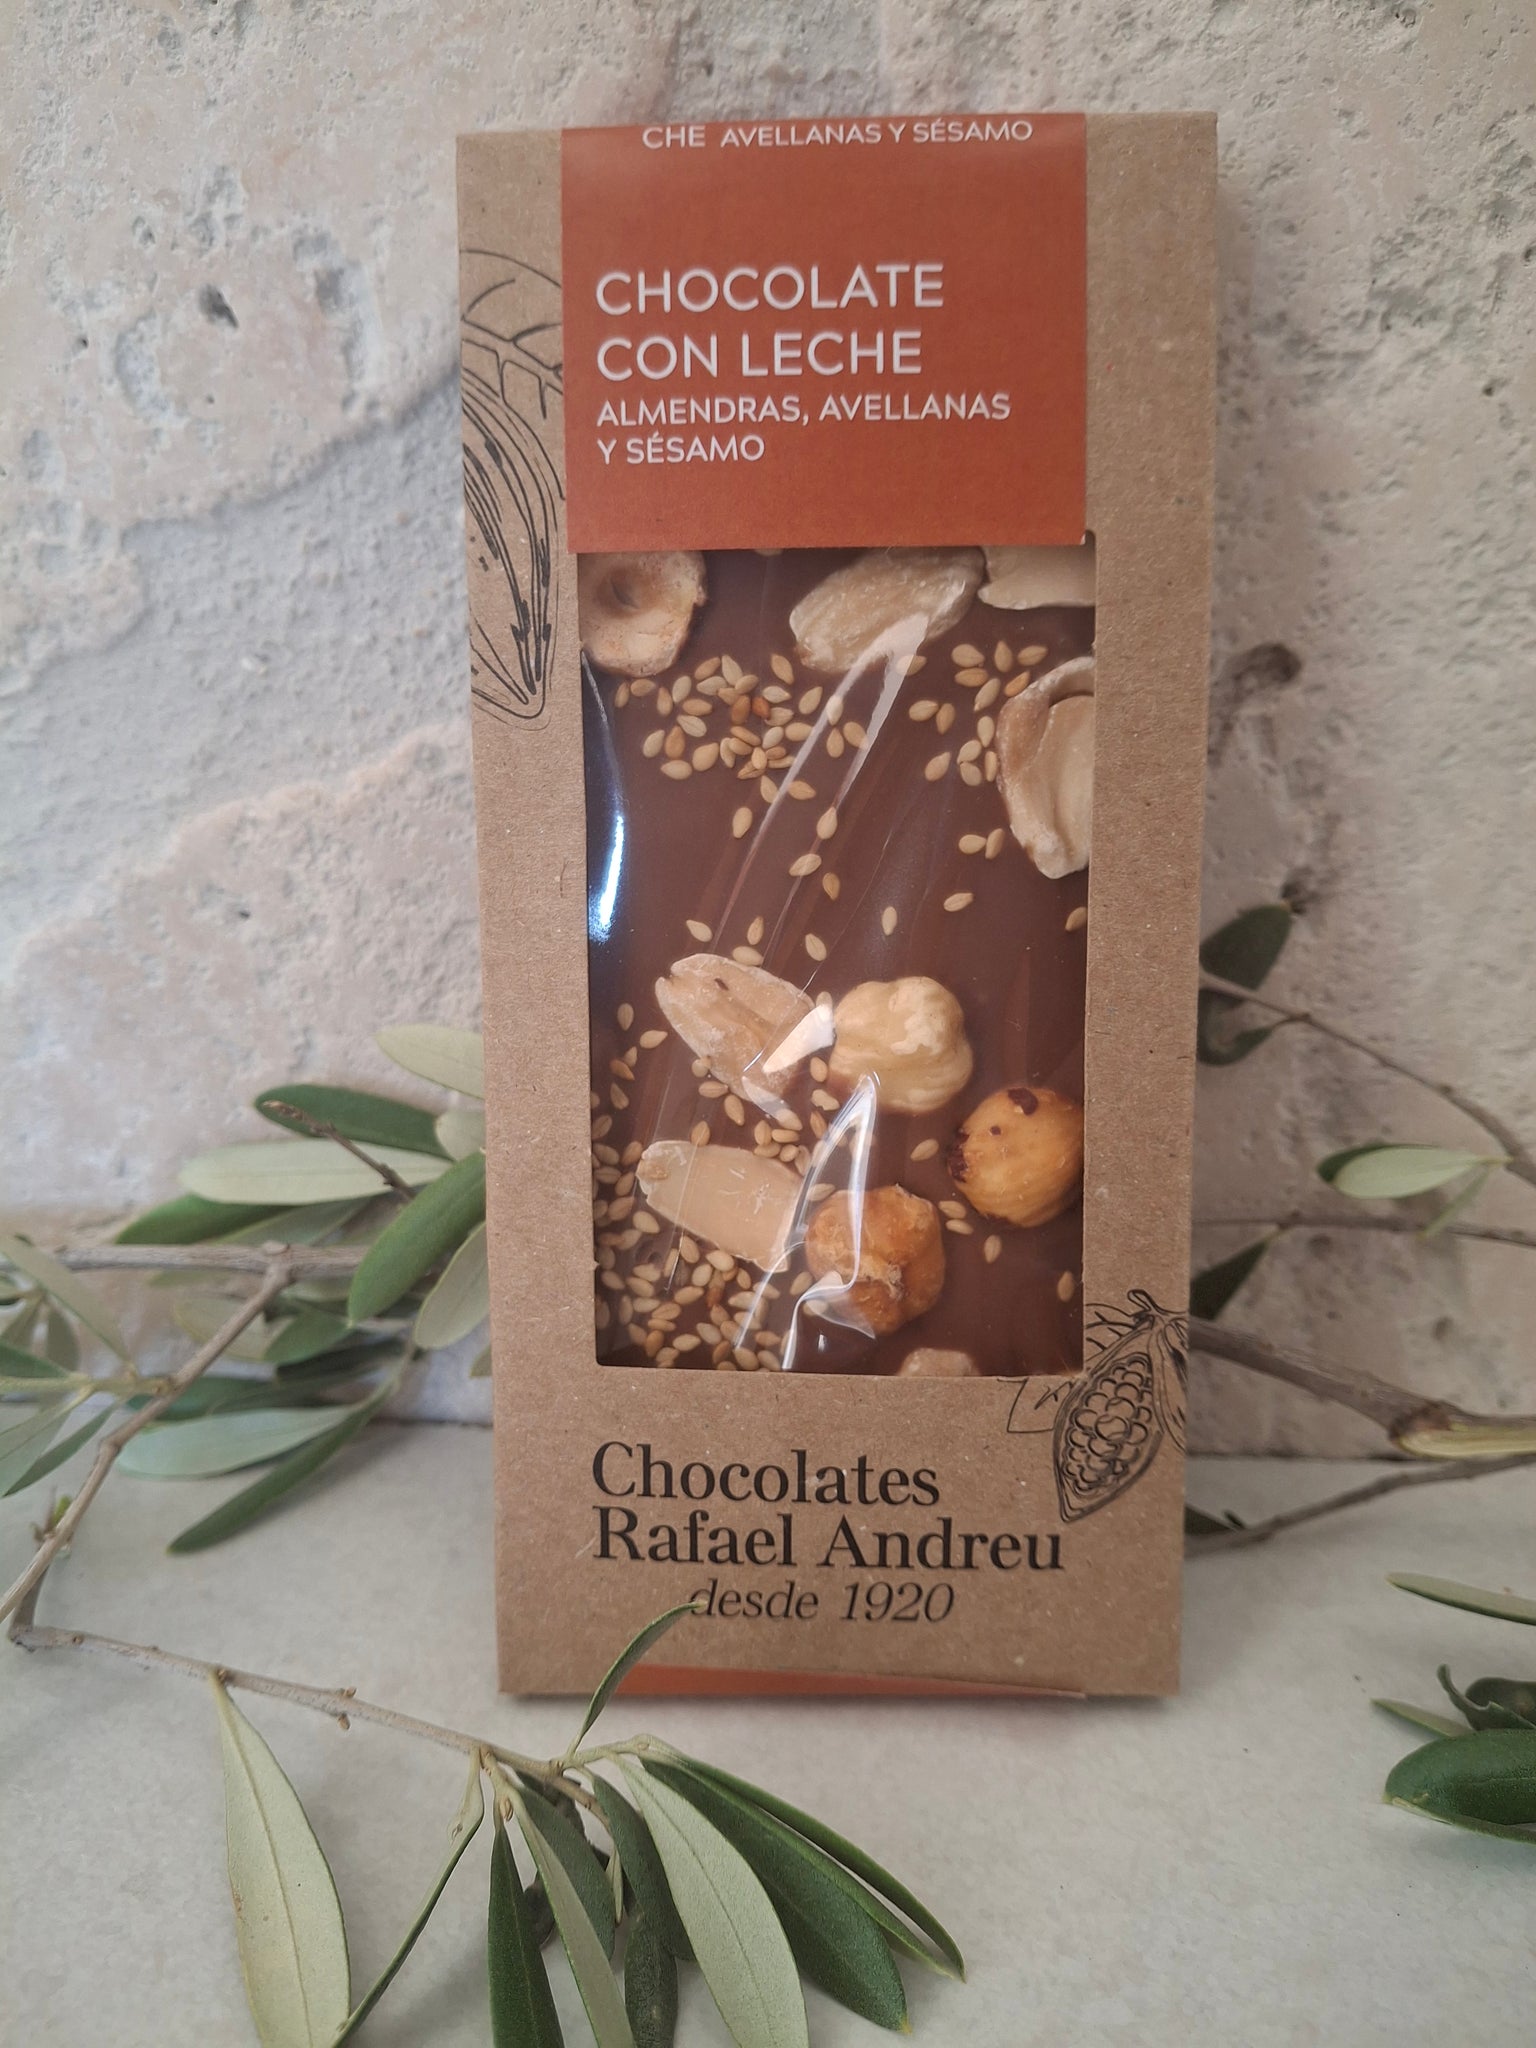 CHE AVELLANAS Y SÉSAMO
CHOCOLATE
CON LECHE
ALMENDRAS, AVELLANAS
Y SÉSAMO
Chocolates
Rafael Andreu
desde 1920